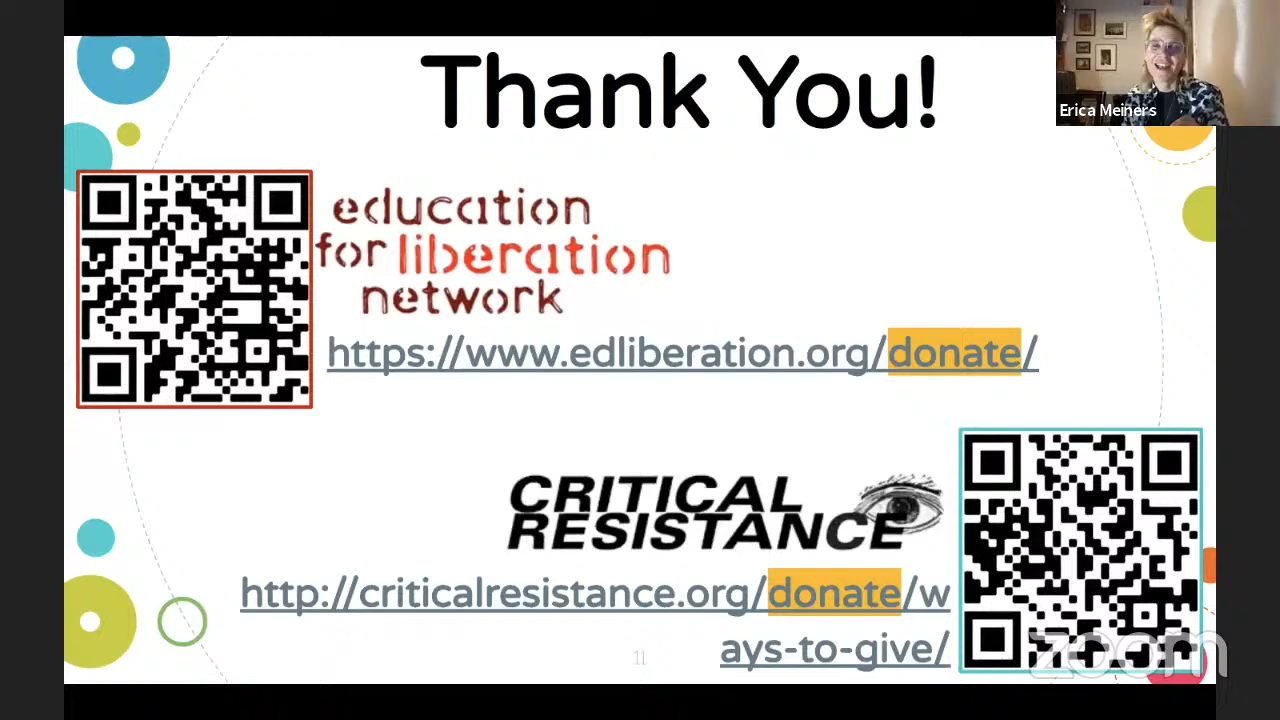 Thank You!
Erica Meiners
education
for liberation
network
https://www.edliberation.org/donate/
CRITICAL
RESISTANCE
http://criticalresistance.org/donate/w
ays-to-give/
11
zoom